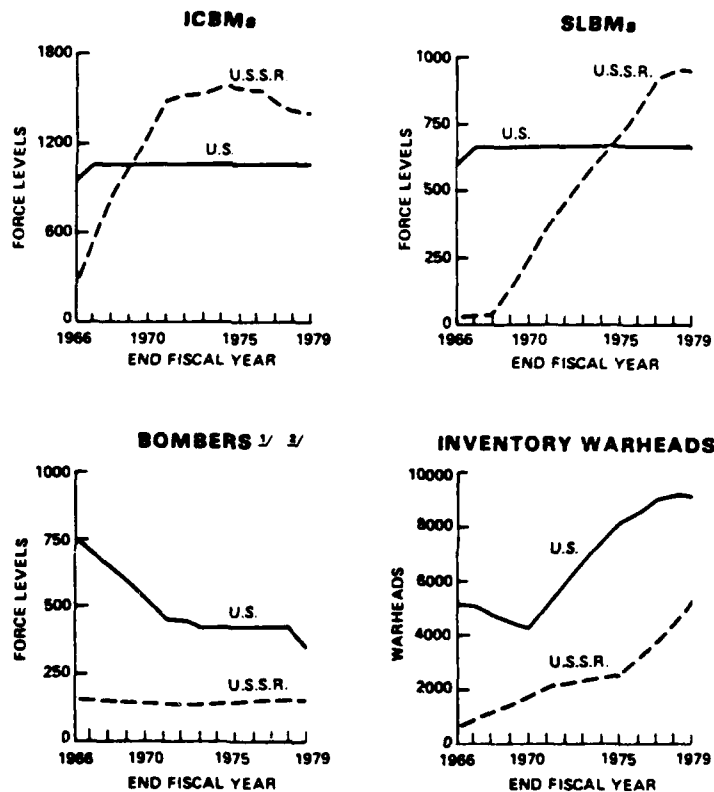 ICBMs
1800
1200
600
0
FORCE LEVELS
U.S.S.R.
U.S.
1966 1970 1975 1979
END FISCAL YEAR
SLBMs
1000
750
500
250
0
FORCE LEVELS
U.S.S.R.
U.S.
1966 1970 1975 1979
END FISCAL YEAR
BOMBERS 1/
1000
750
500
250
0
FORCE LEVELS
U.S.
U.S.S.R.
1966 1970 1975 1979
END FISCAL YEAR
INVENTORY WARHEADS
10000
8000
6000
4000
2000
0
WARHEADS
U.S.
U.S.S.R.
1966 1970 1975 1979
END FISCAL YEAR